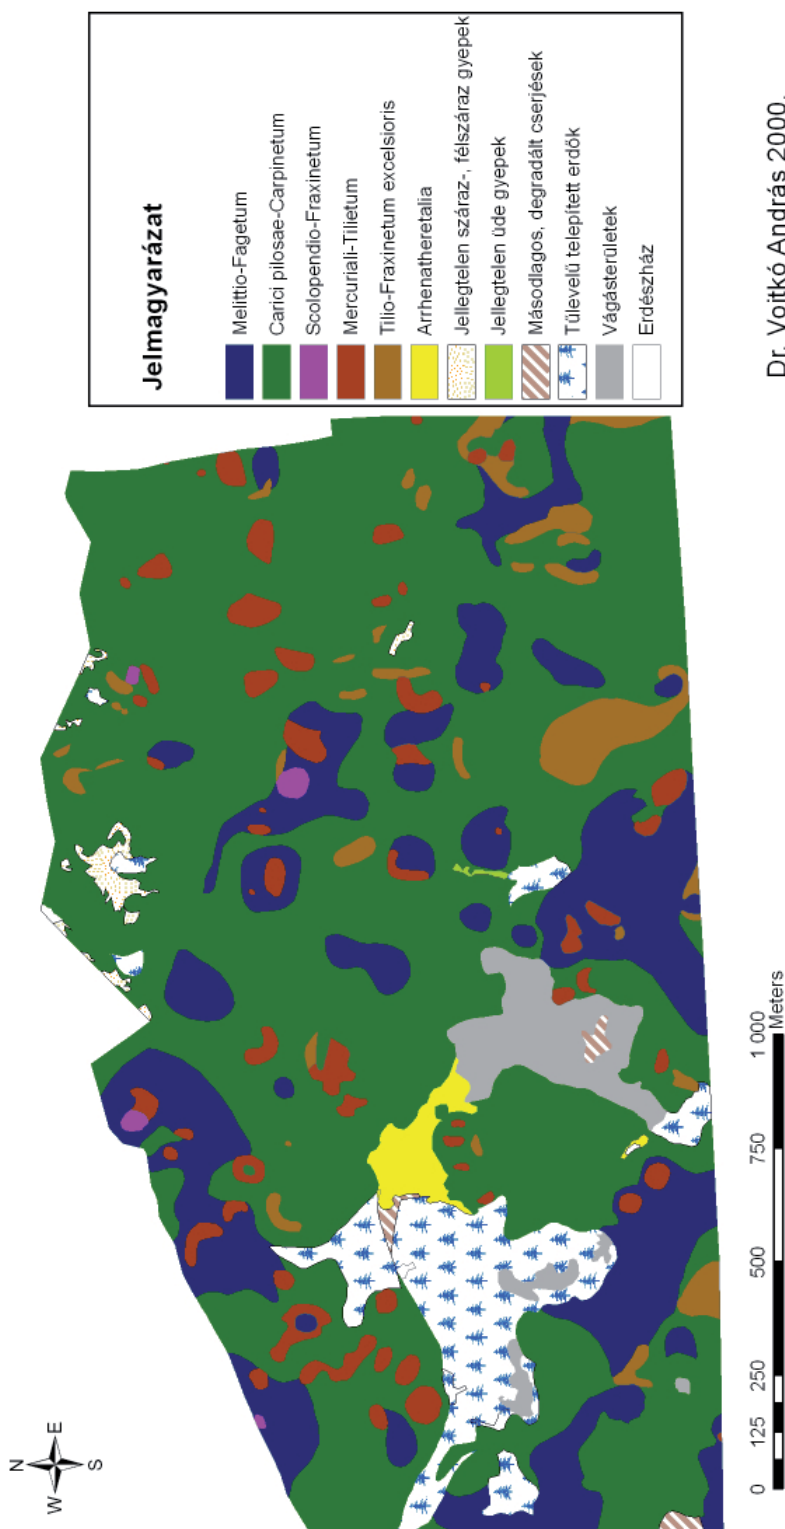 Jelmagyarázat
Melittio-Fagetum
Carici pilosae-Carpinetum
Scolopendio-Fraxinetum
Mercuriali-Tilietum
Tilio-Fraxinetum excelsioris
Arrhenatheretalia
Jellegtelen száraz-, félszáraz gyepek
Jellegtelen üde gyepek
Másodlagos, degradált cserjések
Tűlevelű telepített erdők
Vágásterületek
Erdészház
N
W E
S
0 125 250 500 750 1 000
Meters
Dr. Vojtkó András 2000.